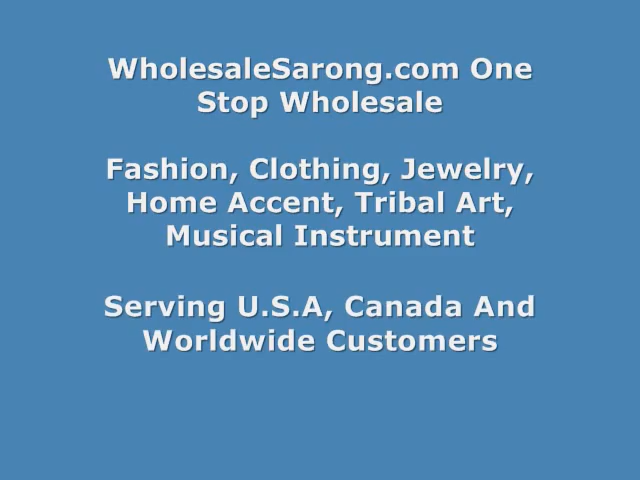 WholesaleSarong.com One
Stop Wholesale
Fashion, Clothing, Jewelry,
Home Accent, Tribal Art,
Musical Instrument
Serving U.S.A, Canada And
Worldwide Customers